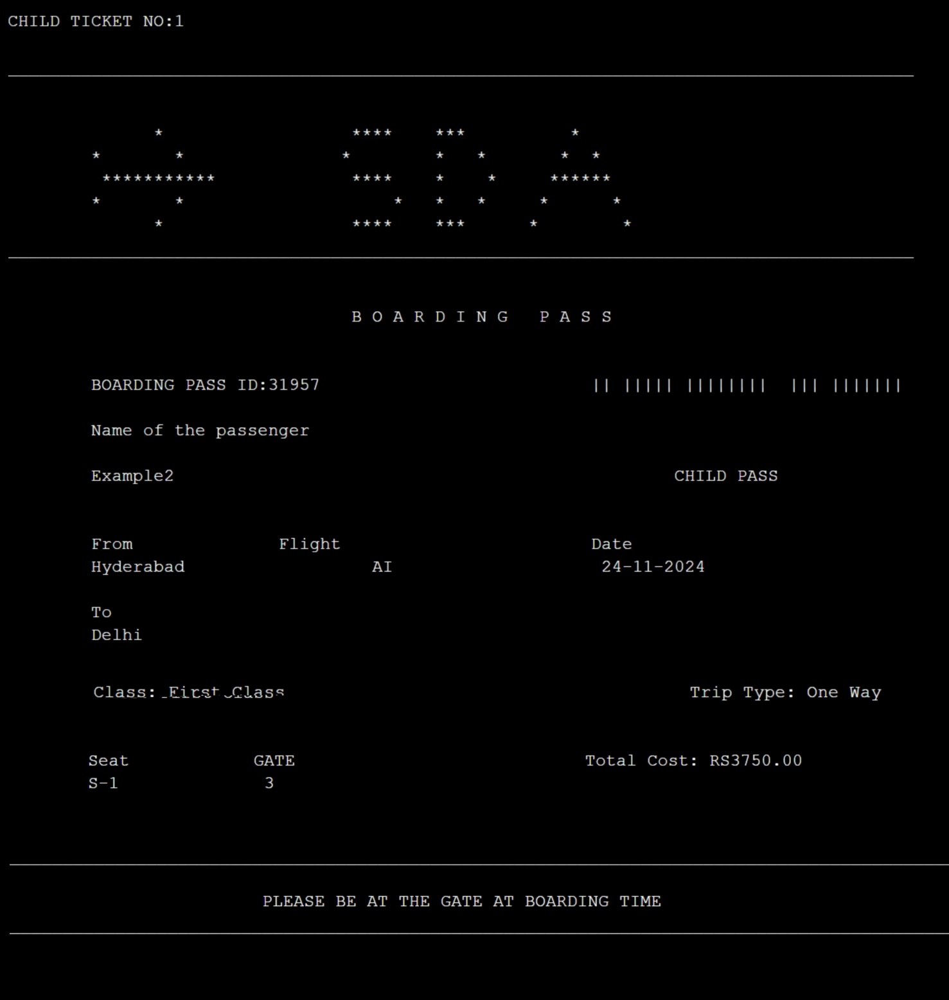 CHILD TICKET NO:1
* **** *** *
* * * * * * *
*********** **** * * ******
* * * * * * *
* **** *** * *
B O A R D I N G P A S S
BOARDING PASS ID:31957 || ||||| |||||||| ||| |||||||
Name of the passenger
Example2 CHILD PASS
From Flight Date
Hyderabad AI 24-11-2024
To
Delhi
Class: First Class Trip Type: One Way
Seat GATE Total Cost: RS3750.00
S-1 3
PLEASE BE AT THE GATE AT BOARDING TIME